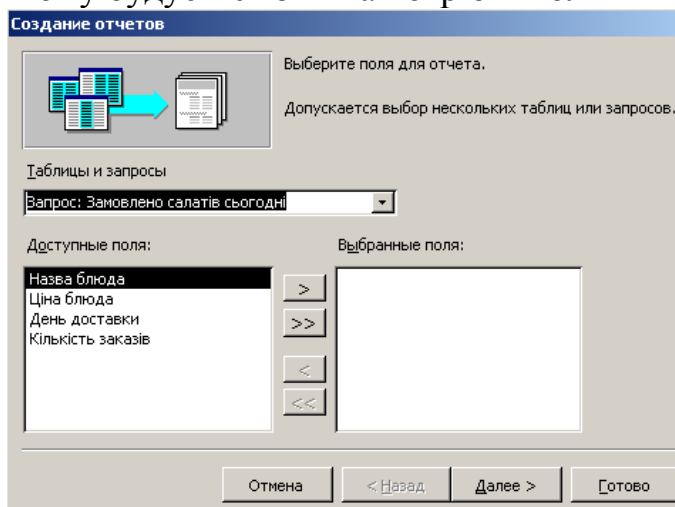 Создание отчетов
Выберите поля для отчета.
Допускается выбор нескольких таблиц или запросов.
Таблицы и запросы
Запрос: Замовлено салатів сьогодні
Доступные поля:
Выбранные поля:
Назва блюда
Ціна блюда
День доставки
Кількість заказів
>
>>
<
<<
Отмена
< Назад
Далее >
Готово